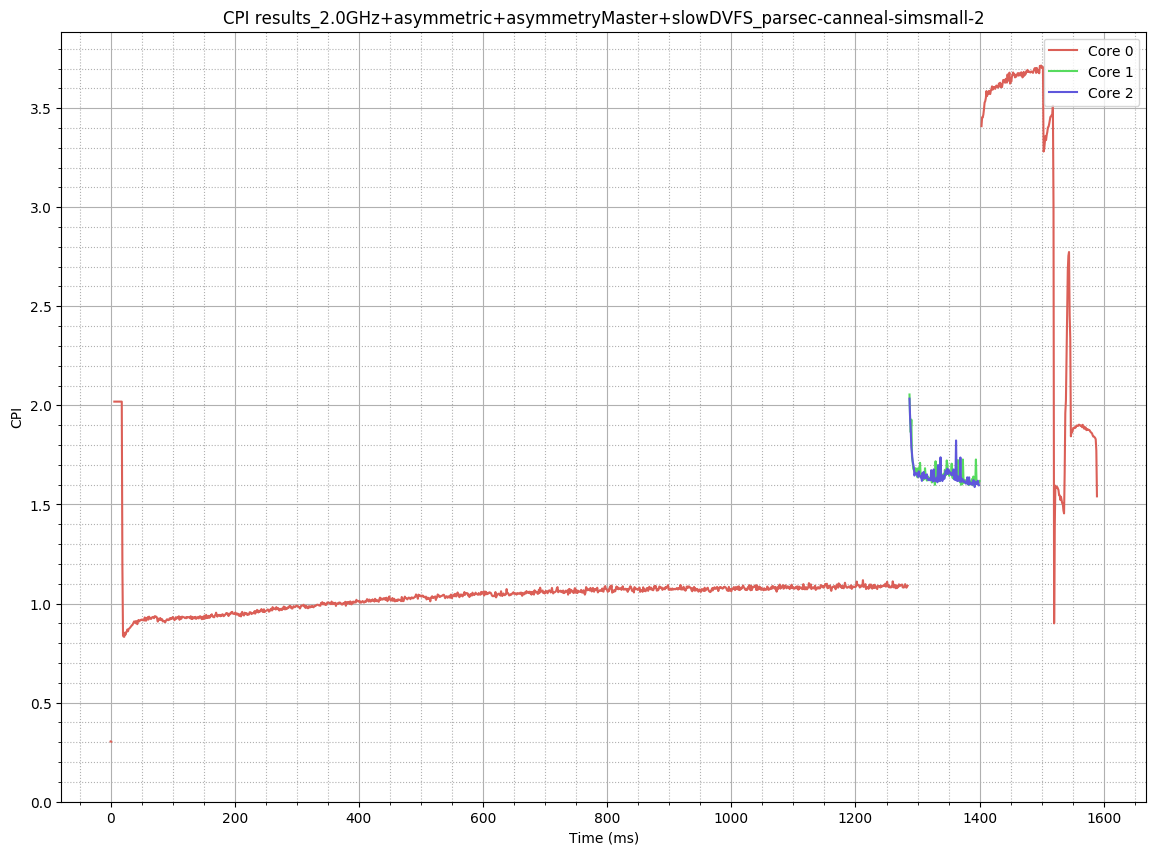 CPI results_2.0GHz+asymmetric+asymmetryMaster+slowDVFS_parsec-canneal-simsmall-2
Core 0
Core 1
Core 2
CPI
3.5
3.0
2.5
2.0
1.5
1.0
0.5
0.0
0 200 400 600 800 1000 1200 1400 1600
Time (ms)